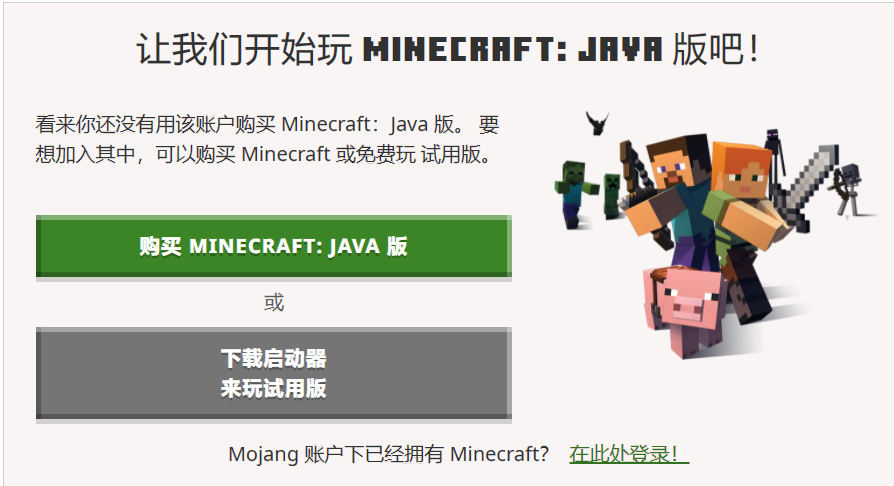 让我们开始玩 MINECRAFT: JAVA 版吧！
看来你还没有用该账户购买 Minecraft：Java 版。 要
想加入其中，可以购买 Minecraft 或免费玩 试用版。
购买 MINECRAFT: JAVA 版
或
下载启动器
来玩试用版
Mojang 账户下已经拥有 Minecraft？ 在此处登录！